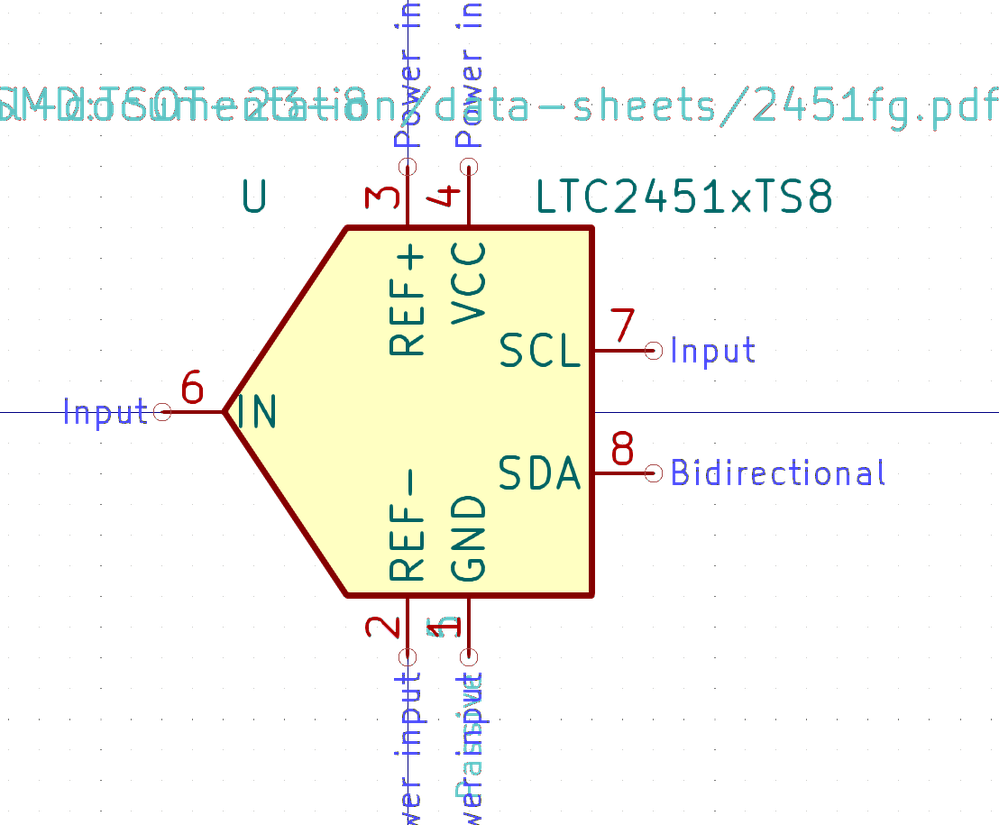 Power in
Power in
SMD:TSOT-23-8
documentation/data-sheets/2451fg.pdf
U
3
4
LTC2451xTS8
REF+
VCC
7
SCL
Input
6
Input
IN
8
SDA
Bidirectional
REF-
GND
2
1
5
wer input
wer input
Passive